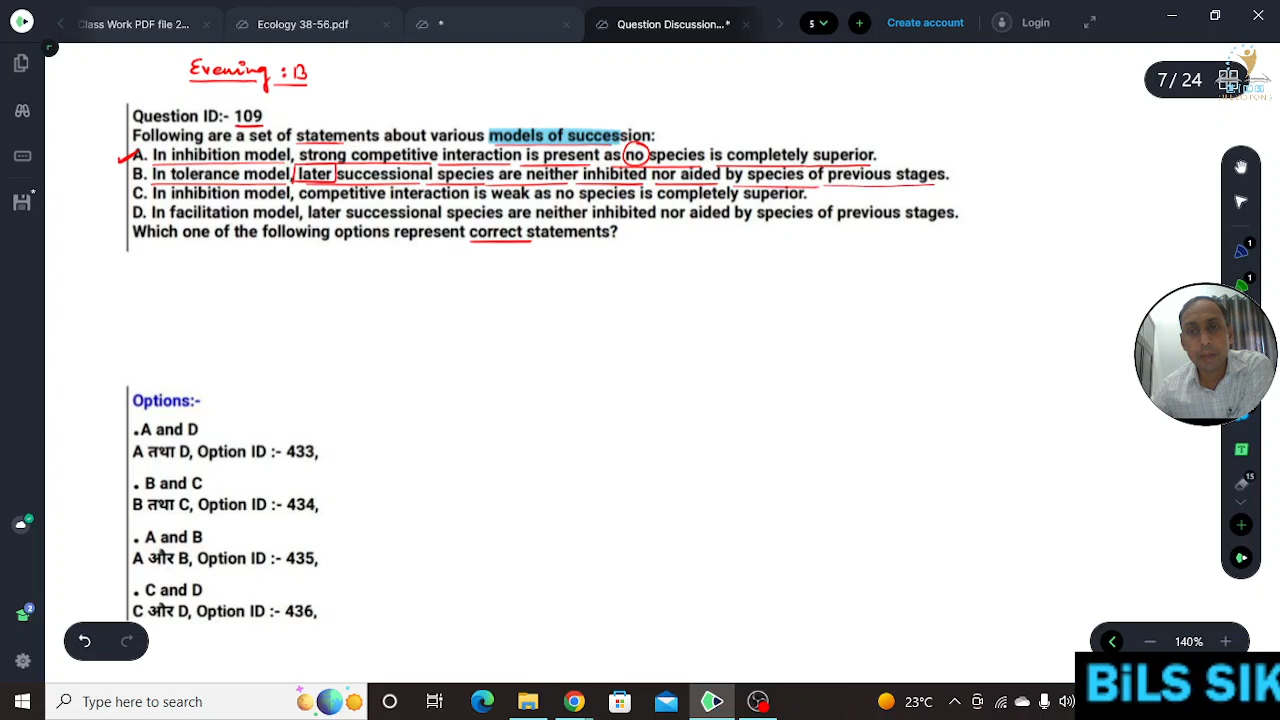 Class Work PDF file 2...
Ecology 38-56.pdf
*
Question Discussion...*
5
Create account
Login
Evening : B
7 / 24
Question ID:- 109
Following are a set of statements about various models of succession:
A. In inhibition model, strong competitive interaction is present as no species is completely superior.
B. In tolerance model, later successional species are neither inhibited nor aided by species of previous stages.
C. In inhibition model, competitive interaction is weak as no species is completely superior.
D. In facilitation model, later successional species are neither inhibited nor aided by species of previous stages.
Which one of the following options represent correct statements?
1
1
Options:-
.A and D
A तथा D, Option ID :- 433,
. B and C
B तथा C, Option ID :- 434,
. A and B
A और B, Option ID :- 435,
. C and D
C और D, Option ID :- 436,
T
15
2
140%
BiLS SIK
Type here to search
23°C